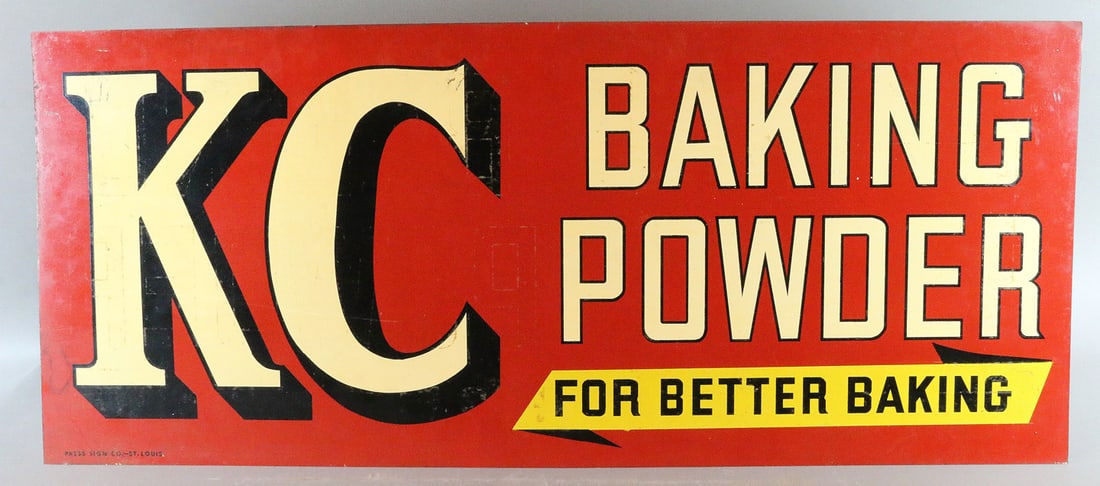 KC
BAKING
POWDER
FOR BETTER BAKING
PRESS SIGN CO.-ST. LOUIS